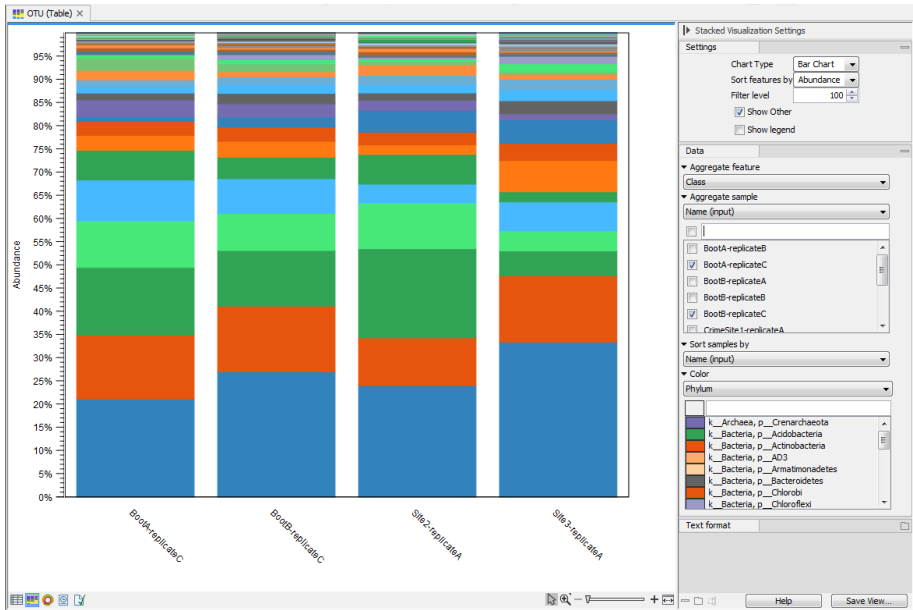 OTU (Table)
Abundance
95%
90%
85%
80%
75%
70%
65%
60%
55%
50%
45%
40%
35%
30%
25%
20%
15%
10%
5%
0%
BootA-replicateC
BootB-replicateC
Site2-replicateA
Site3-replicateA
Stacked Visualization Settings
Settings
Chart Type Bar Chart
Sort features by Abundance
Filter level 100
Show Other
Show legend
Data
Aggregate feature
Class
Aggregate sample
Name (input)
BootA-replicateB
BootA-replicateC
BootB-replicateA
BootB-replicateB
BootB-replicateC
CrimeSite1-replicateA
Sort samples by
Name (input)
Color
Phylum
k__Archaea, p__Crenarchaeota
k__Bacteria, p__Acidobacteria
k__Bacteria, p__Actinobacteria
k__Bacteria, p__AD3
k__Bacteria, p__Armatimonadetes
k__Bacteria, p__Bacteroidetes
k__Bacteria, p__Chlorobi
k__Bacteria, p__Chloroflexi
Text format
Help
Save View...